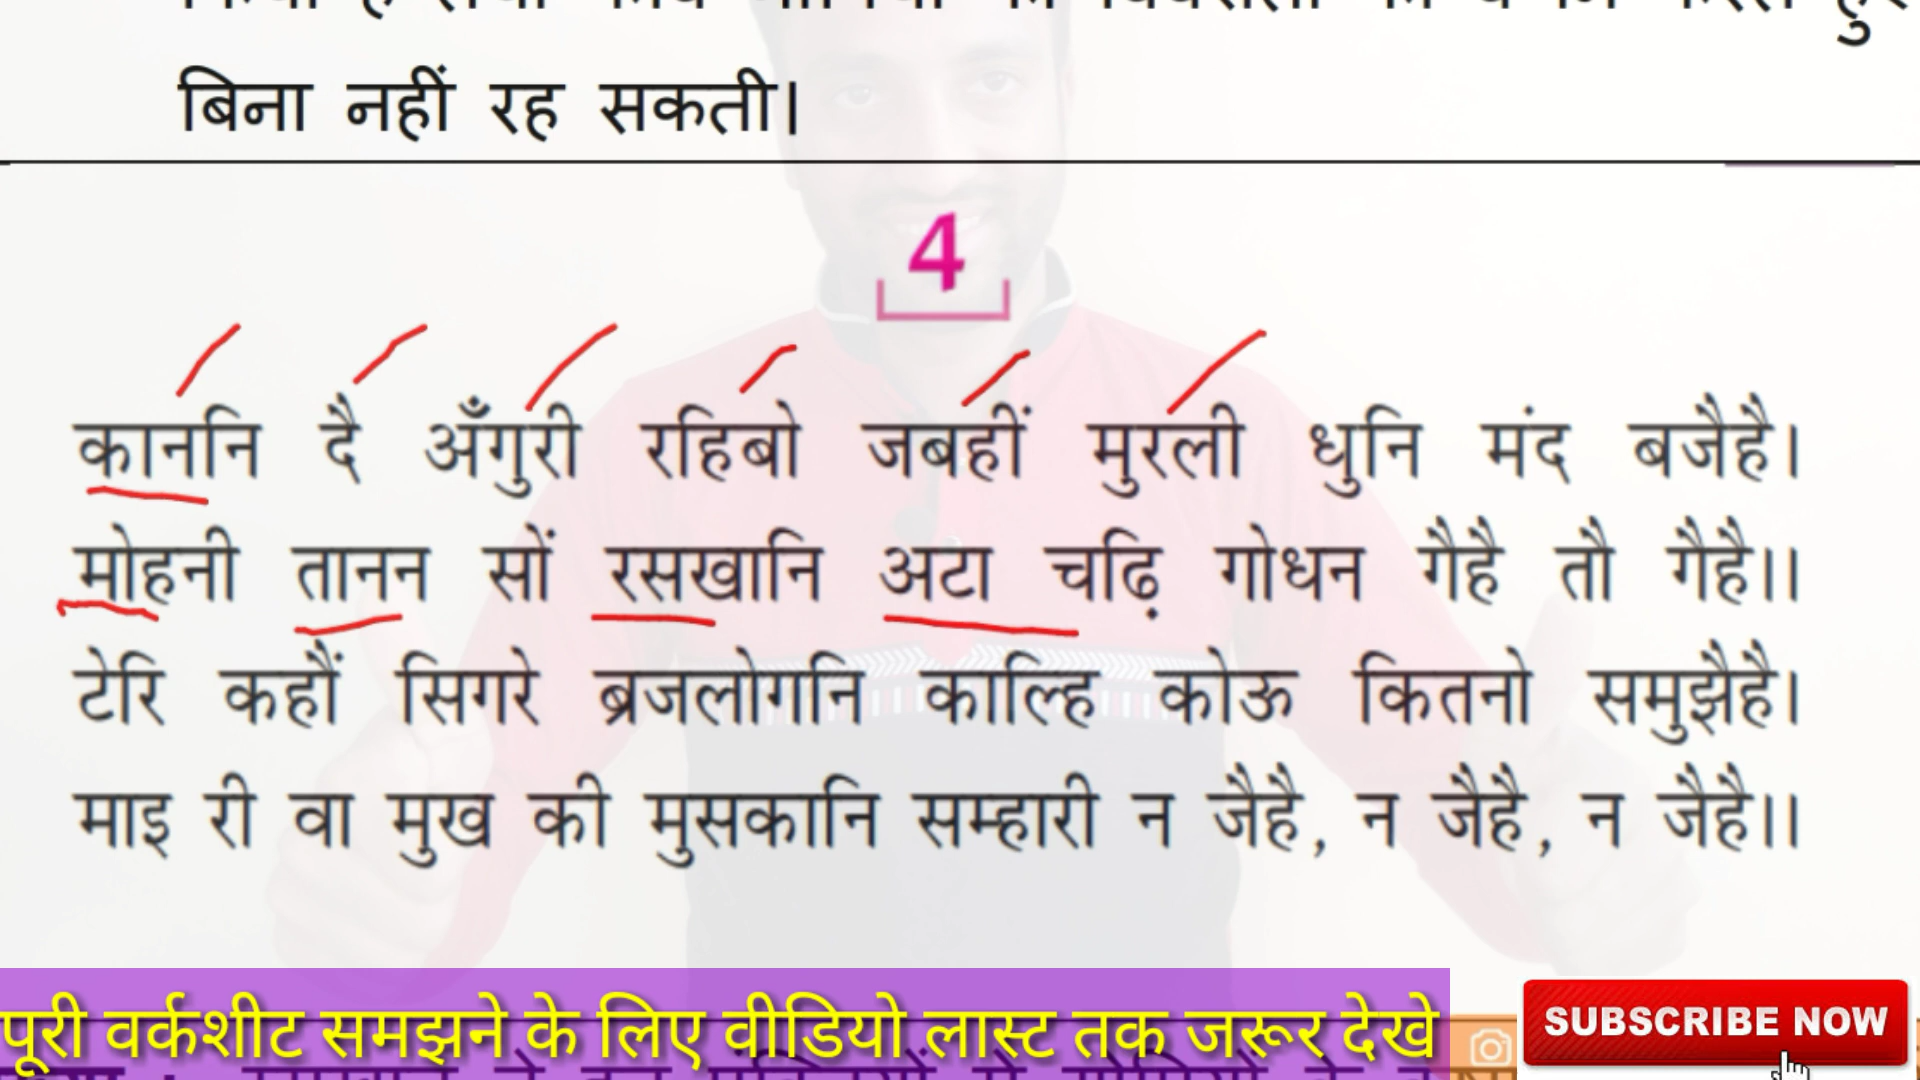 बिना नहीं रह सकती।
4
काननि दै अँगुरी रहिबो जबहीं मुरली धुनि मंद बजैहै।
मोहनी तानन सों रसखानि अटा चढ़ि गोधन गैहै तौ गैहै।।
टेरि कहौं सिगरे ब्रजलोगनि काल्हि कोऊ कितनो समुझैहै।
माइ री वा मुख की मुसकानि सम्हारी न जैहै, न जैहै, न जैहै।।
पूरी वर्कशीट समझने के लिए वीडियो लास्ट तक जरूर देखे
SUBSCRIBE NOW